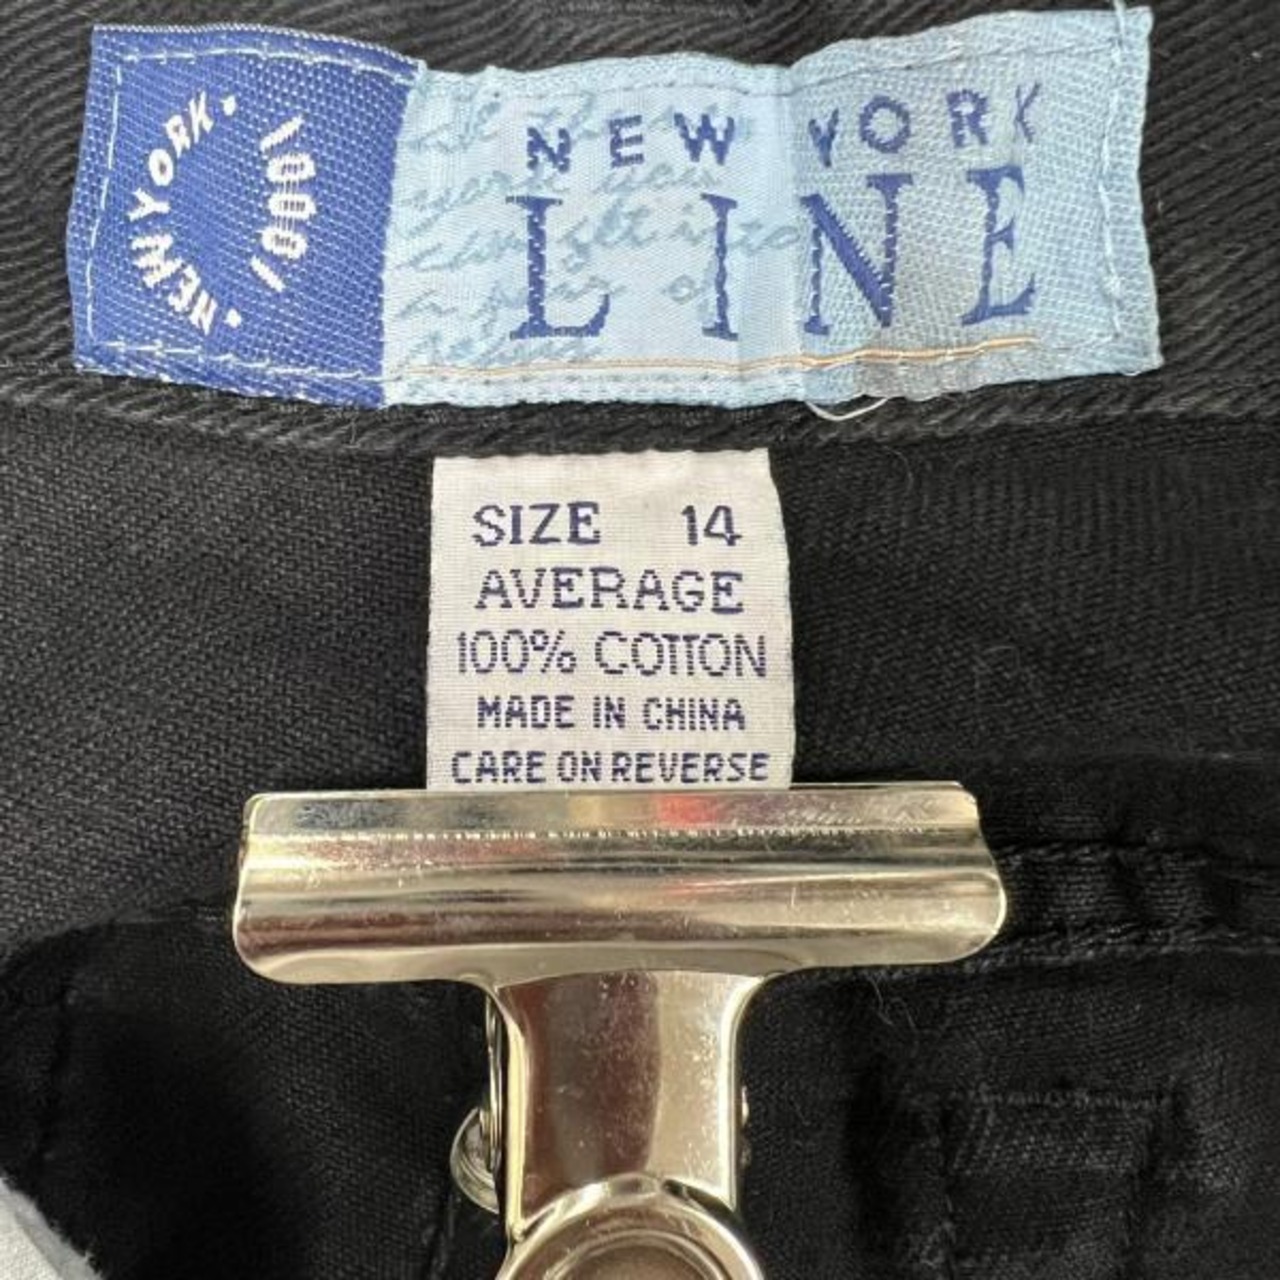 NEW YORK
10001
NEW YORK
LINE
SIZE 14
AVERAGE
100% COTTON
MADE IN CHINA
CARE ON REVERSE